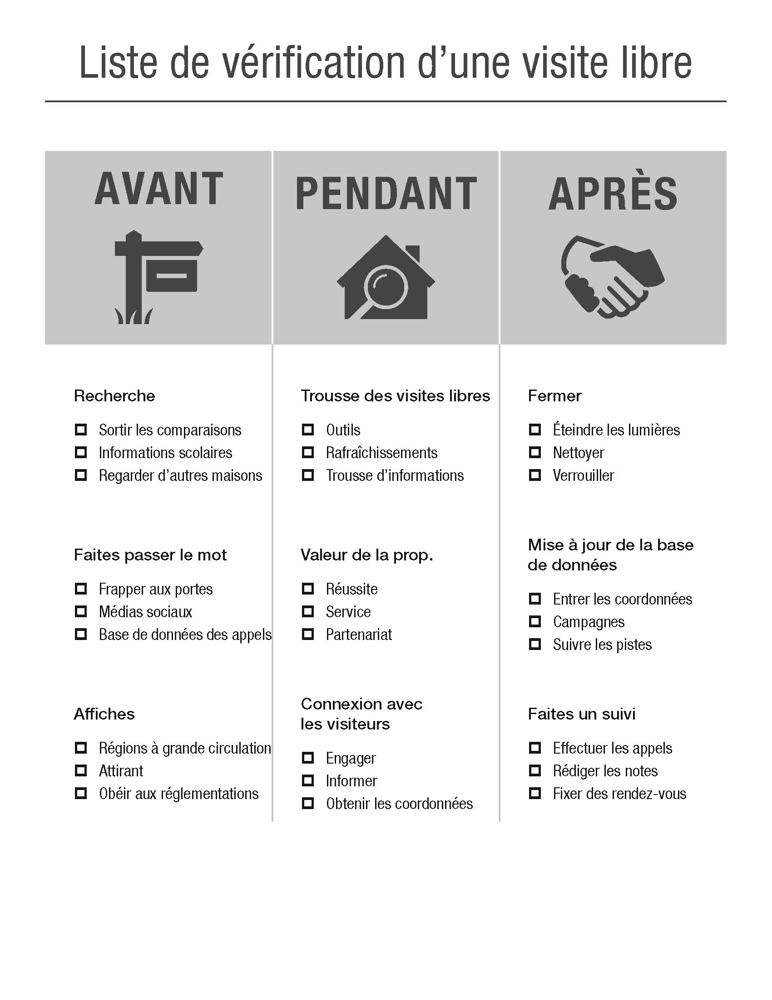 Liste de vérification d’une visite libre
AVANT
Recherche
Sortir les comparaisons
Informations scolaires
Regarder d’autres maisons
Faites passer le mot
Frapper aux portes
Médias sociaux
Base de données des appels
Affiches
Régions à grande circulation
Attirant
Obéir aux réglementations
PENDANT
Trousse des visites libres
Outils
Rafraîchissements
Trousse d’informations
Valeur de la prop.
Réussite
Service
Partenariat
Connexion avec
les visiteurs
Engager
Informer
Obtenir les coordonnées
APRÈS
Fermer
Éteindre les lumières
Nettoyer
Verrouiller
Mise à jour de la base
de données
Entrer les coordonnées
Campagnes
Suivre les pistes
Faites un suivi
Effectuer les appels
Rédiger les notes
Fixer des rendez-vous